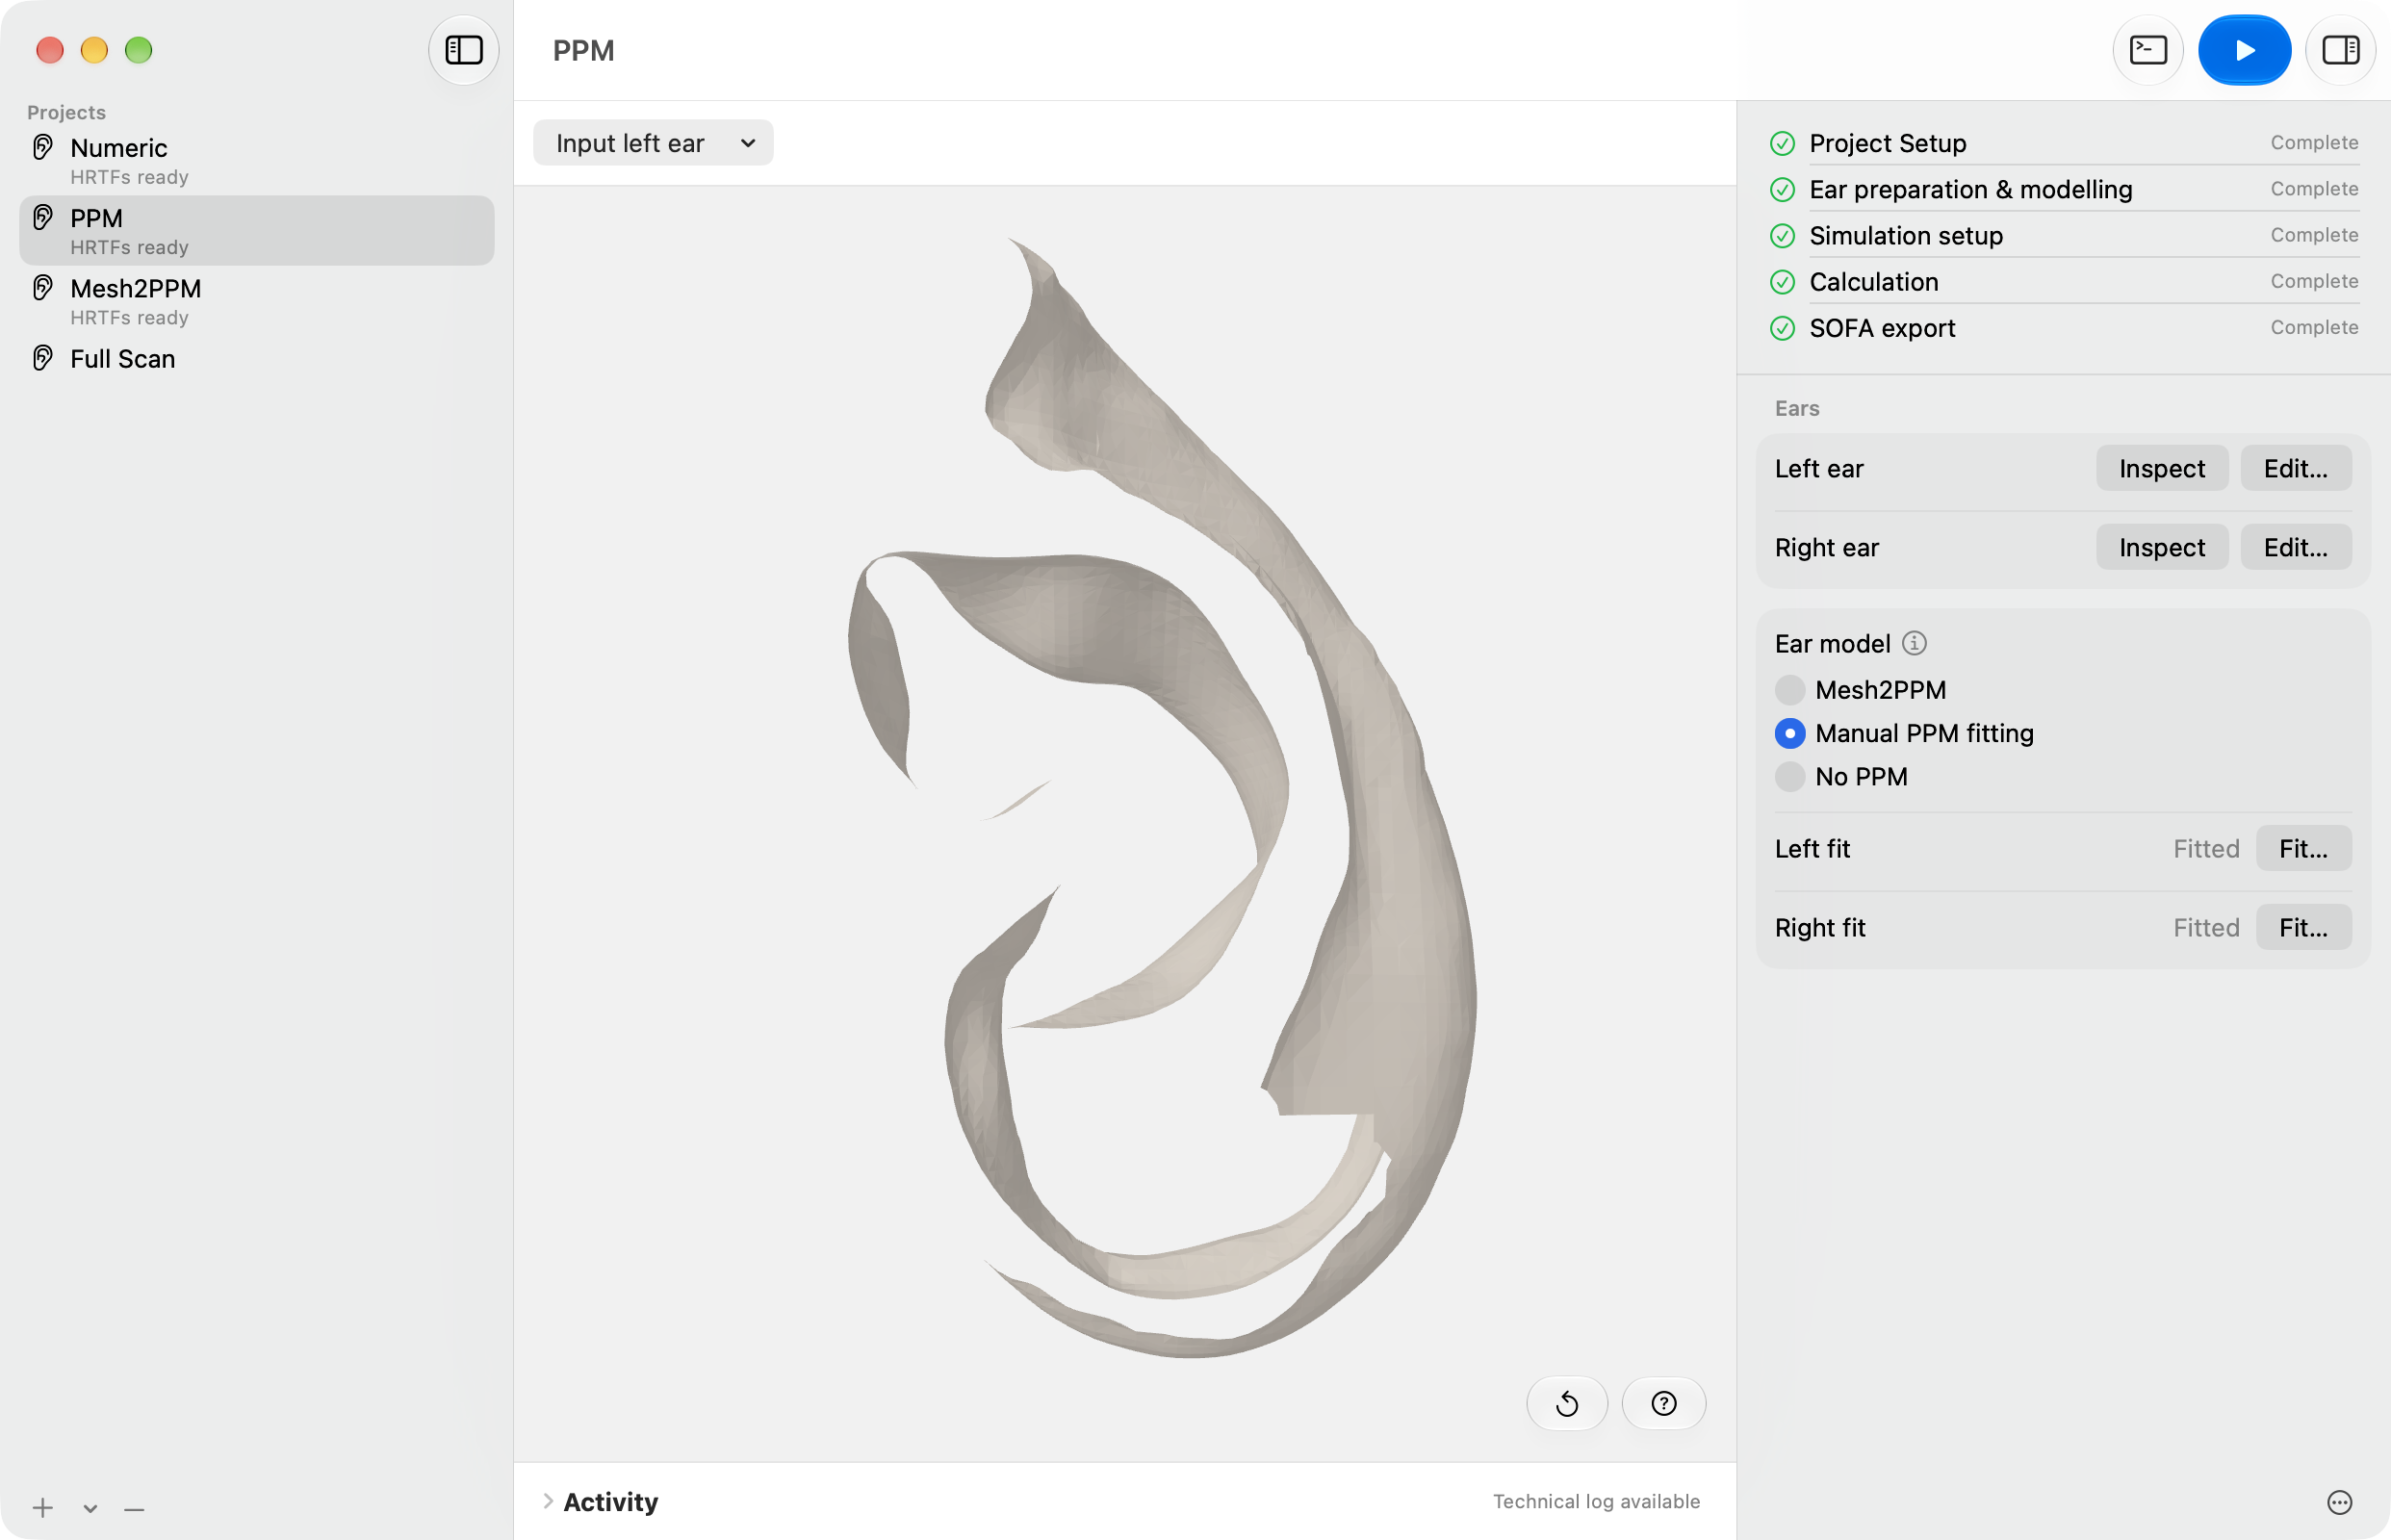 PPM
Projects
Numeric
HRTFs ready
PPM
HRTFs ready
Mesh2PPM
HRTFs ready
Full Scan
Input left ear
Project Setup Complete
Ear preparation & modelling Complete
Simulation setup Complete
Calculation Complete
SOFA export Complete
Ears
Left ear Inspect Edit...
Right ear Inspect Edit...
Ear model
Mesh2PPM
Manual PPM fitting
No PPM
Left fit Fitted Fit...
Right fit Fitted Fit...
Activity Technical log available